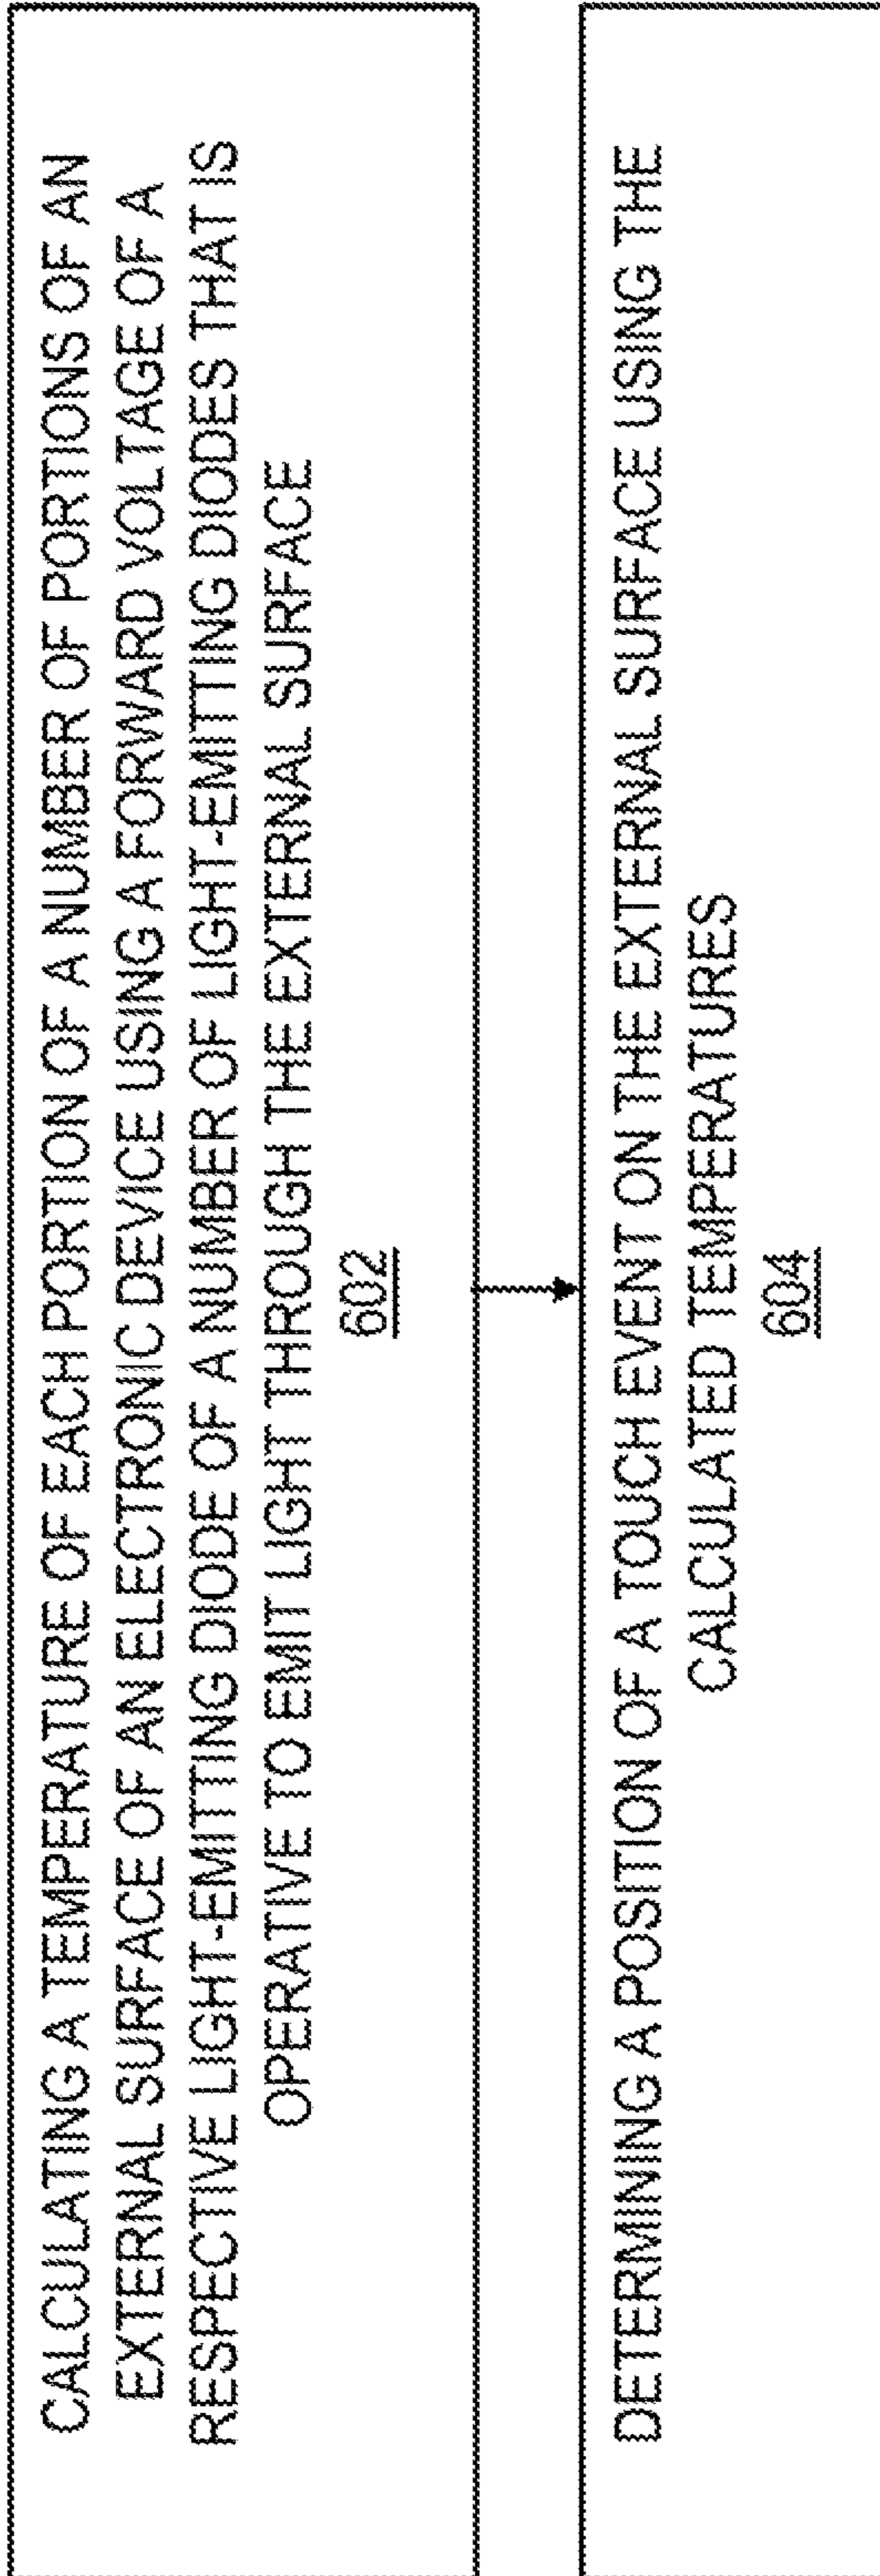 CALCULATING A TEMPERATURE OF EACH PORTION OF A NUMBER OF PORTIONS OF AN
EXTERNAL SURFACE OF AN ELECTRONIC DEVICE USING A FORWARD VOLTAGE OF A
RESPECTIVE LIGHT-EMITTING DIODE OF A NUMBER OF LIGHT-EMITTING DIODES THAT IS
OPERATIVE TO EMIT LIGHT THROUGH THE EXTERNAL SURFACE
602
DETERMINING A POSITION OF A TOUCH EVENT ON THE EXTERNAL SURFACE USING THE
CALCULATED TEMPERATURES
604